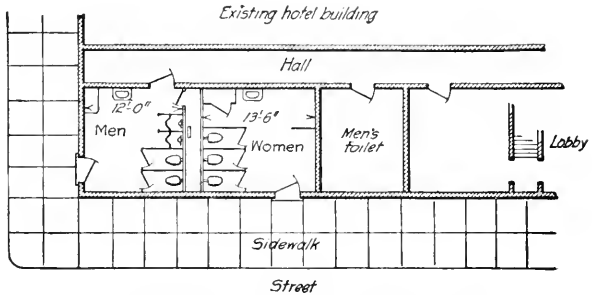 Existing hotel building
Hall
12'-0"
13'-6"
Men
Women
Men's
toilet
Lobby
Sidewalk
Street